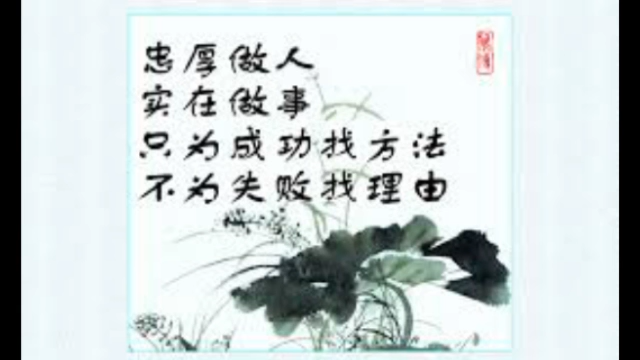 忠厚做人
实在做事
只为成功找方法
不为失败找理由